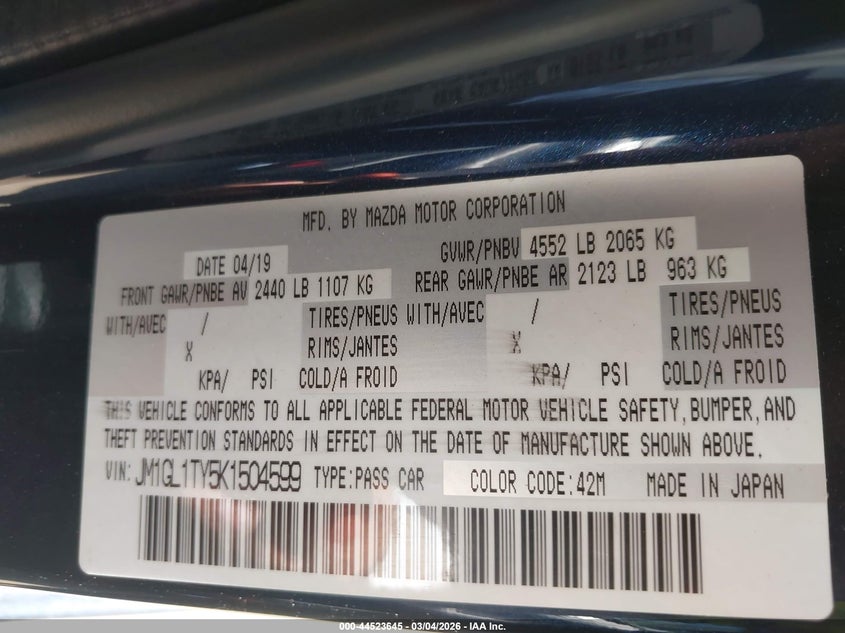 MFD. BY MAZDA MOTOR CORPORATION
DATE 04/19 GVWR/PNBV 4552 LB 2065 KG
FRONT GAWR/PNBE AV 2440 LB 1107 KG REAR GAWR/PNBE AR 2123 LB 963 KG
WITH/AVEC / TIRES/PNEUS WITH/AVEC / TIRES/PNEUS
X RIMS/JANTES X RIMS/JANTES
KPA/ PSI COLD/A FROID KPA/ PSI COLD/A FROID
THIS VEHICLE CONFORMS TO ALL APPLICABLE FEDERAL MOTOR VEHICLE SAFETY, BUMPER, AND
THEFT PREVENTION STANDARDS IN EFFECT ON THE DATE OF MANUFACTURE SHOWN ABOVE.
VIN: JM1GL1TY5K1504599 TYPE:PASS CAR COLOR CODE:42M MADE IN JAPAN
000-44523645 - 03/04/2026 - IAA Inc.